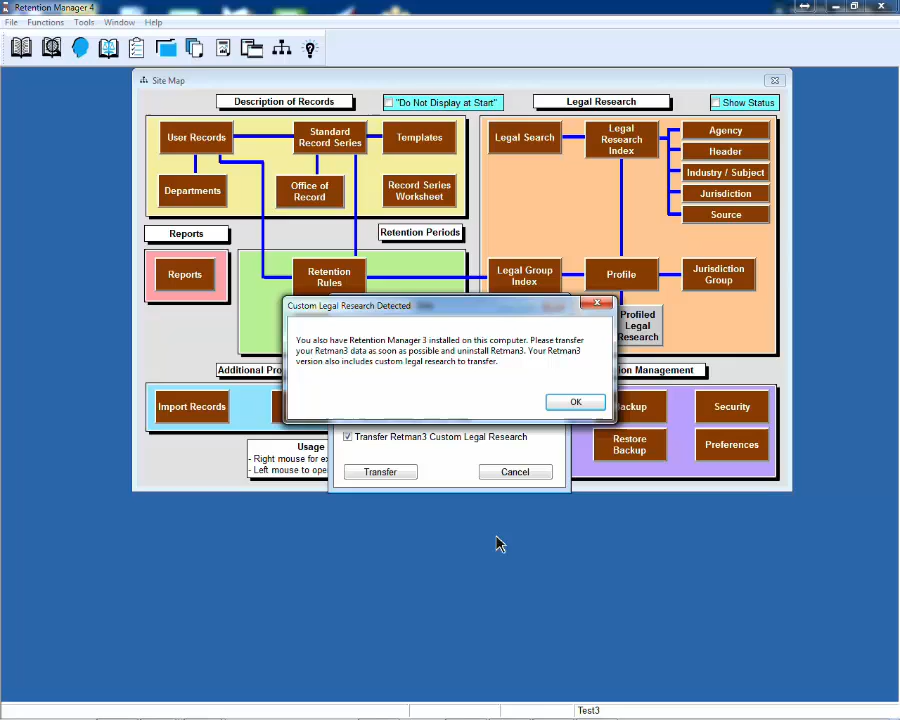 Retention Manager 4
File Functions Tools Window Help
Site Map
Description of Records
"Do Not Display at Start"
Legal Research
Show Status
User Records
Standard
Record Series
Templates
Departments
Office of
Record
Record Series
Worksheet
Legal Search
Legal
Research
Index
Agency
Header
Industry / Subject
Jurisdiction
Source
Reports
Retention Periods
Reports
Retention
Rules
Legal Group
Index
Profile
Jurisdiction
Group
Profiled
Legal
Research
Custom Legal Research Detected
You also have Retention Manager 3 installed on this computer. Please transfer
your Retman3 data as soon as possible and uninstall Retman3. Your Retman3
version also includes custom legal research to transfer.
OK
Additional Pro
on Management
Import Records
Backup
Security
Restore
Backup
Preferences
Usage
- Right mouse for ex
- Left mouse to ope
Transfer Retman3 Custom Legal Research
Transfer
Cancel
Test3